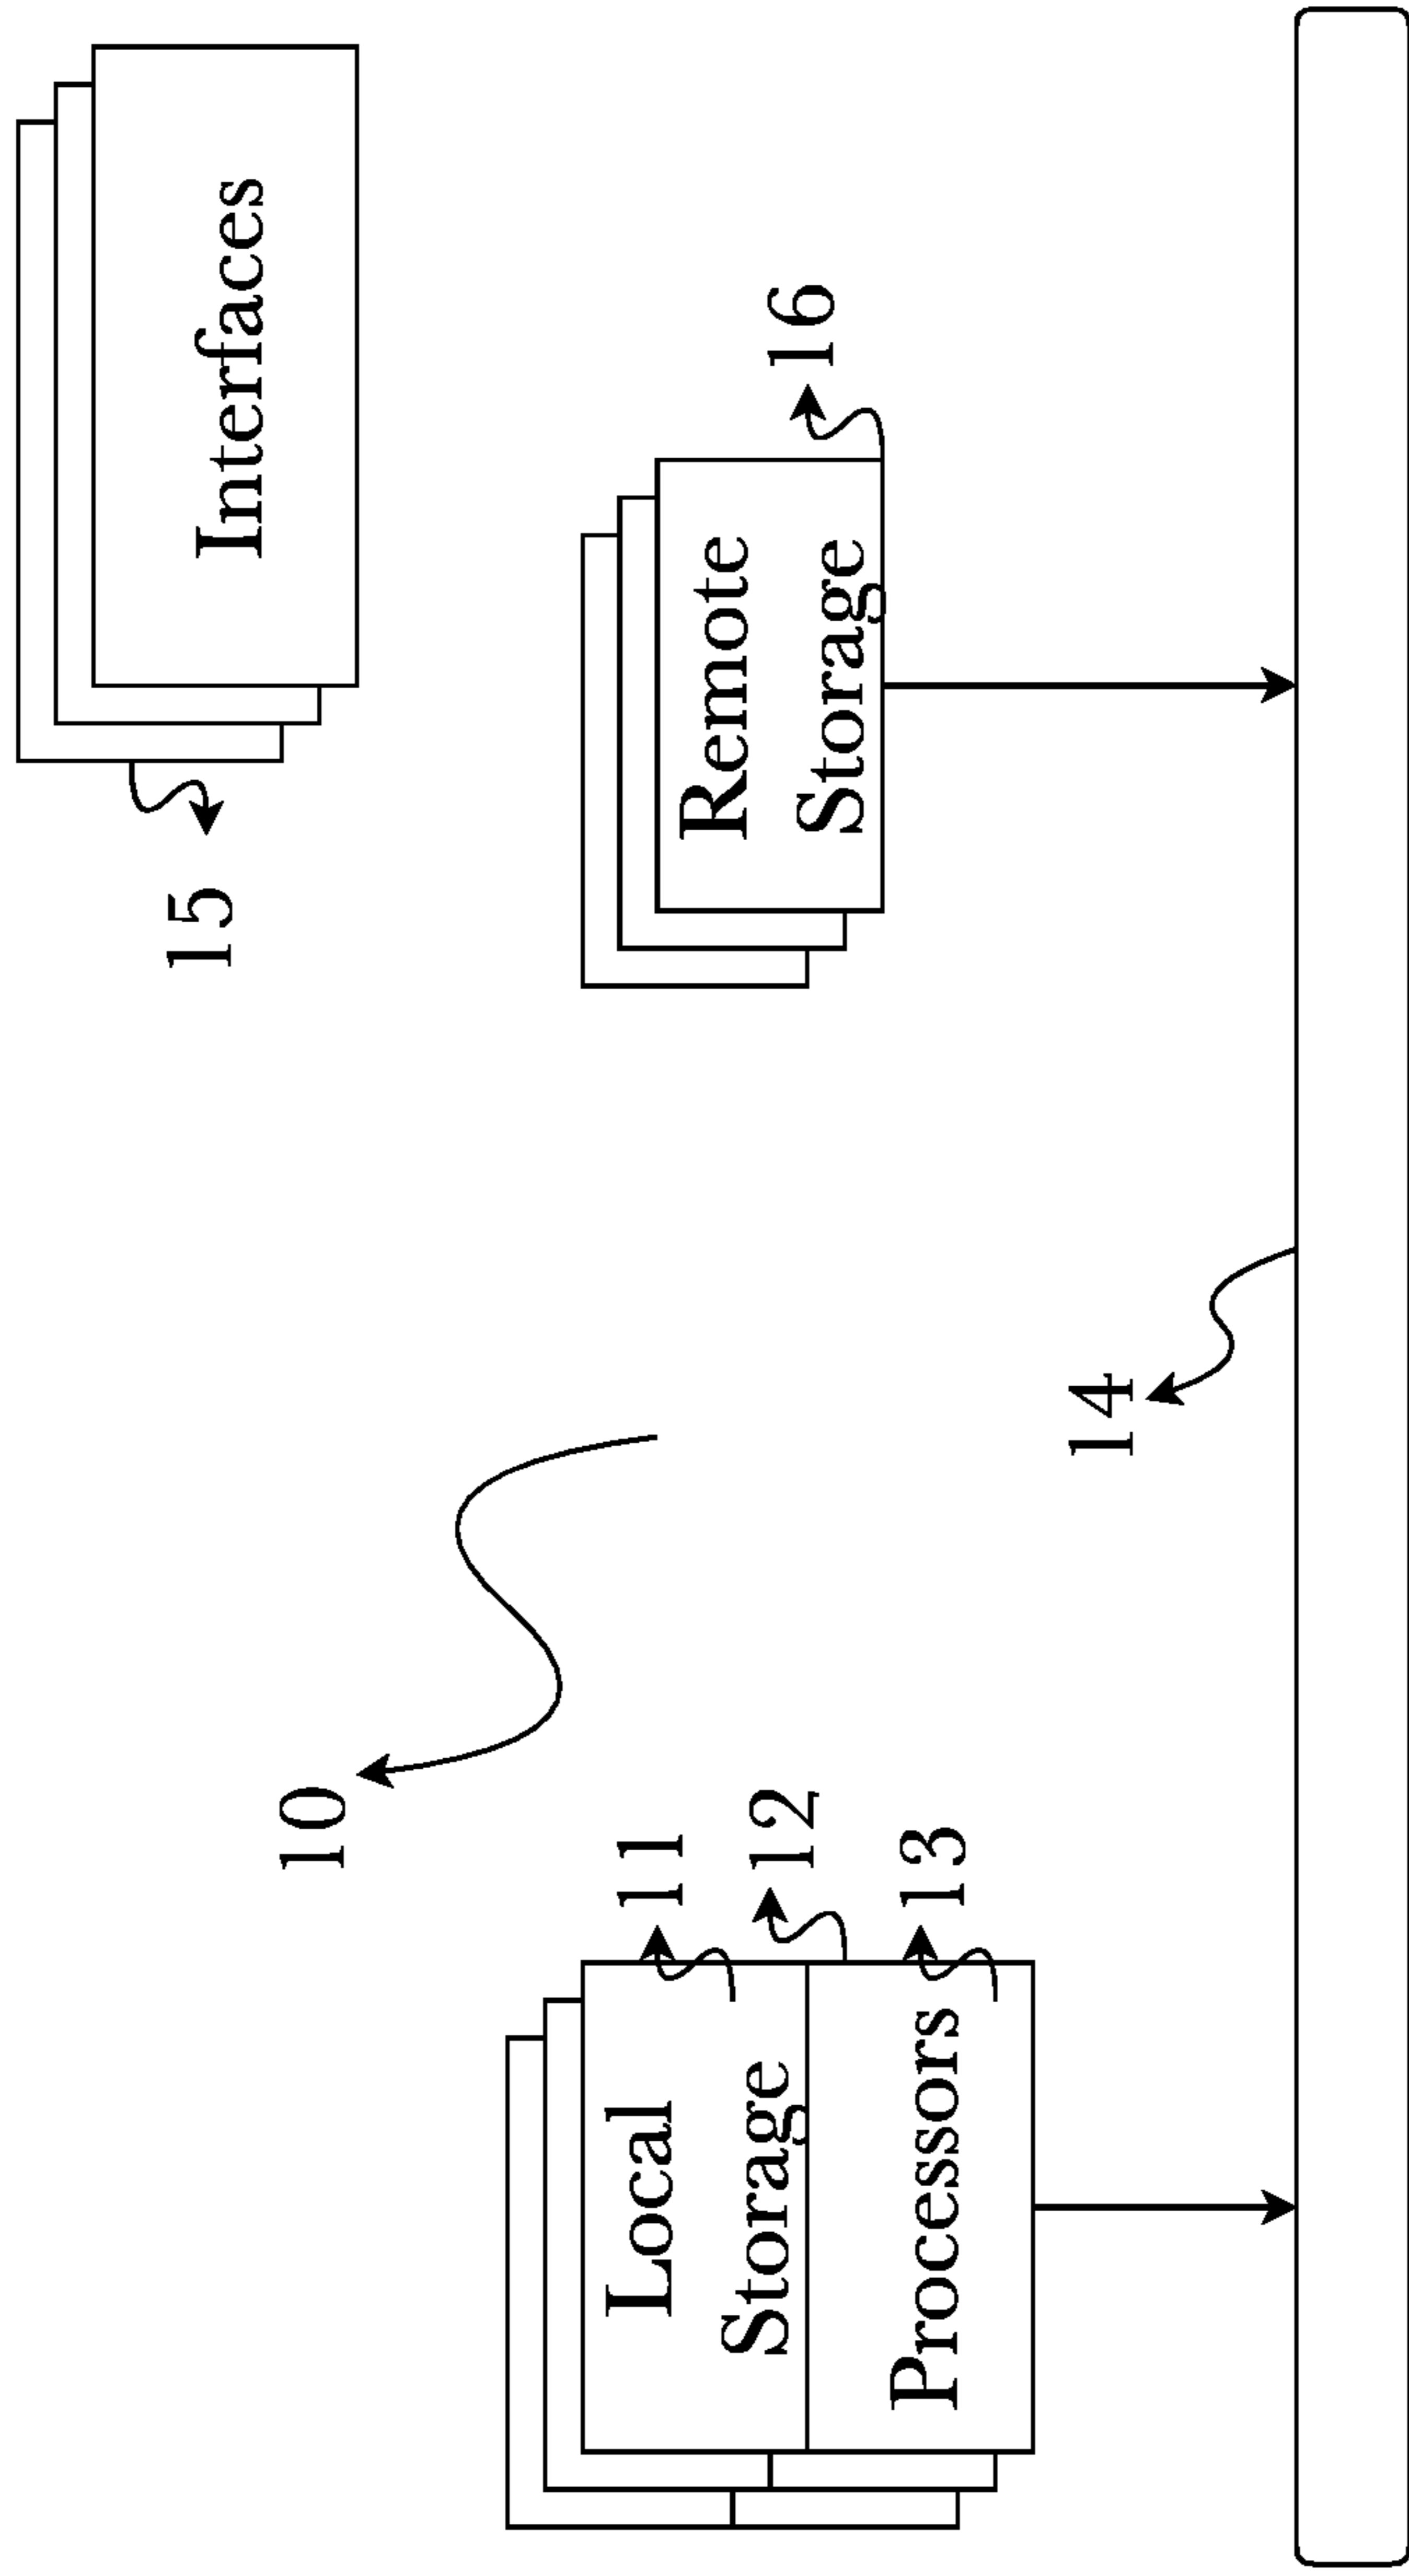 15
Interfaces
10
Local
Storage
11
12
Processors
13
Remote
Storage
16
14